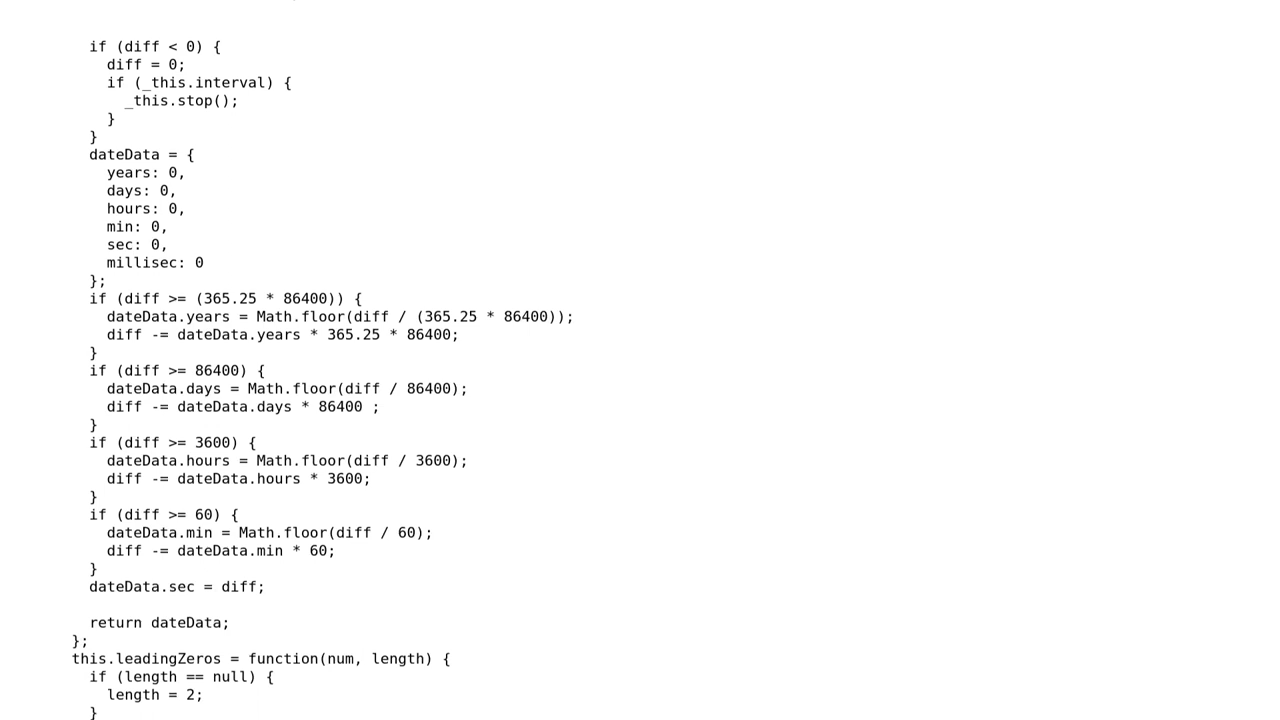 if (diff < 0) {
diff = 0;
if (_this.interval) {
_this.stop();
}
}
dateData = {
years: 0,
days: 0,
hours: 0,
min: 0,
sec: 0,
millisec: 0
};
if (diff >= (365.25 * 86400)) {
dateData.years = Math.floor(diff / (365.25 * 86400));
diff -= dateData.years * 365.25 * 86400;
}
if (diff >= 86400) {
dateData.days = Math.floor(diff / 86400);
diff -= dateData.days * 86400 ;
}
if (diff >= 3600) {
dateData.hours = Math.floor(diff / 3600);
diff -= dateData.hours * 3600;
}
if (diff >= 60) {
dateData.min = Math.floor(diff / 60);
diff -= dateData.min * 60;
}
dateData.sec = diff;
return dateData;
};
this.leadingZeros = function(num, length) {
if (length == null) {
length = 2;
}